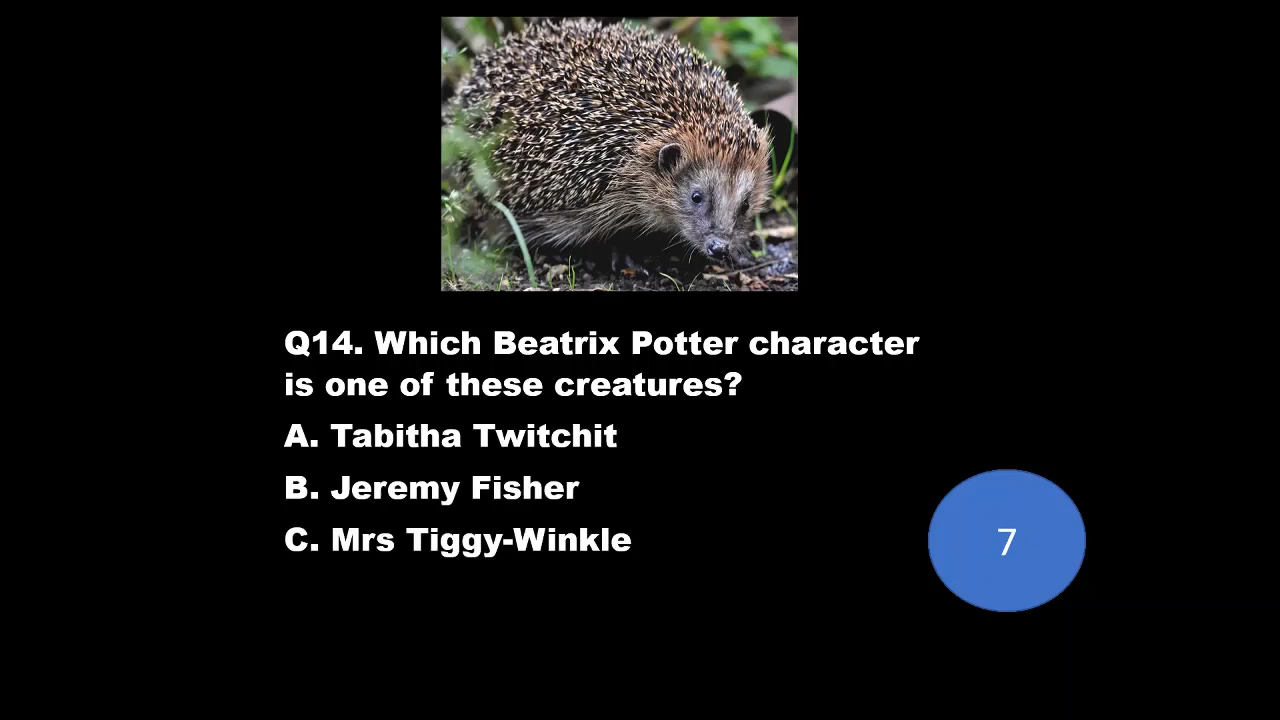 Q14. Which Beatrix Potter character
is one of these creatures?
A. Tabitha Twitchit
B. Jeremy Fisher
C. Mrs Tiggy-Winkle
7